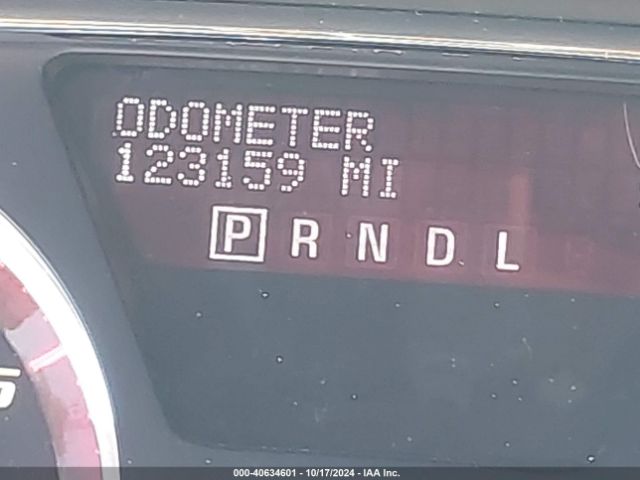 ODOMETER
123159 MI
P R N D L
000-40634601 - 10/17/2024 - IAA Inc.